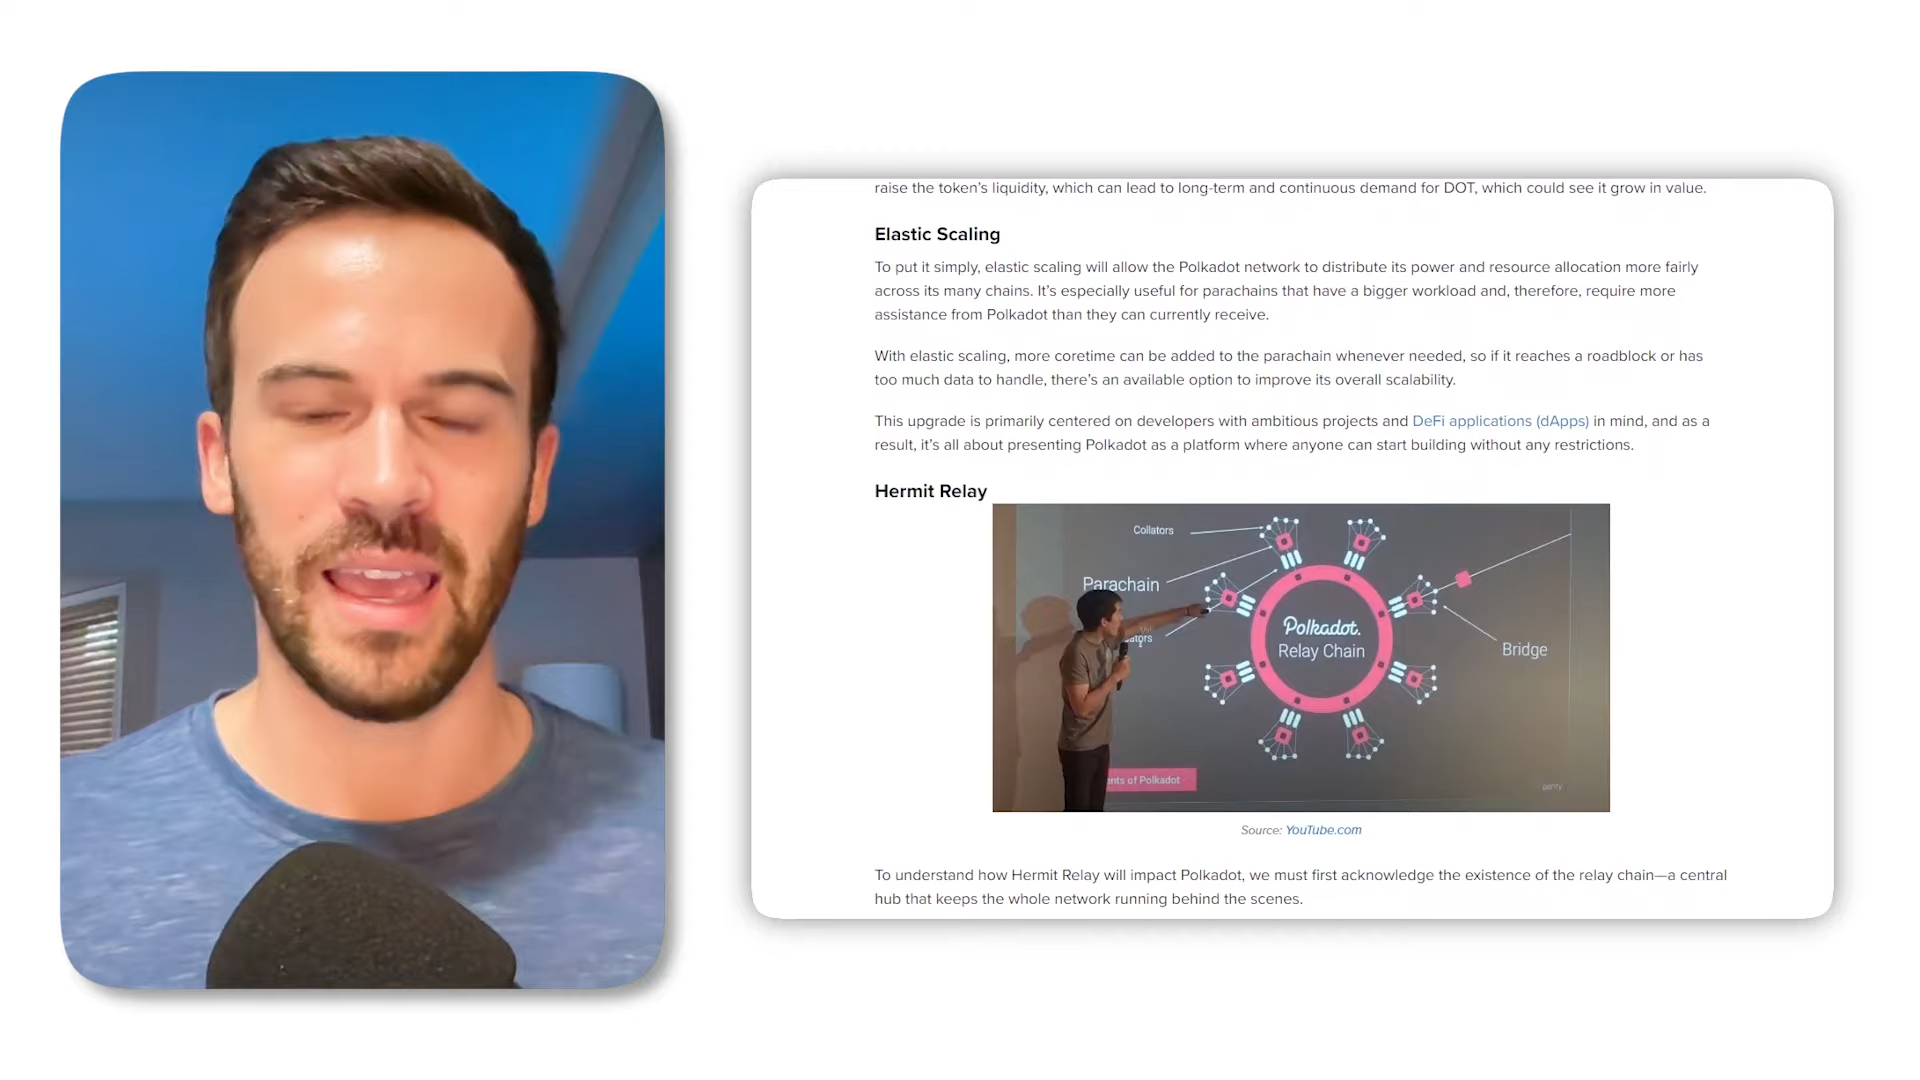 raise the token's liquidity, which can lead to long-term and continuous demand for DOT, which could see it grow in value.
Elastic Scaling
To put it simply, elastic scaling will allow the Polkadot network to distribute its power and resource allocation more fairly
across its many chains. It's especially useful for parachains that have a bigger workload and, therefore, require more
assistance from Polkadot than they can currently receive.
With elastic scaling, more coretime can be added to the parachain whenever needed, so if it reaches a roadblock or has
too much data to handle, there's an available option to improve its overall scalability.
This upgrade is primarily centered on developers with ambitious projects and DeFi applications (dApps) in mind, and as a
result, it's all about presenting Polkadot as a platform where anyone can start building without any restrictions.
Hermit Relay
Collators
Parachain
Polkadot.
Relay Chain
Bridge
of Polkadot
parity
Source: YouTube.com
To understand how Hermit Relay will impact Polkadot, we must first acknowledge the existence of the relay chain—a central
hub that keeps the whole network running behind the scenes.